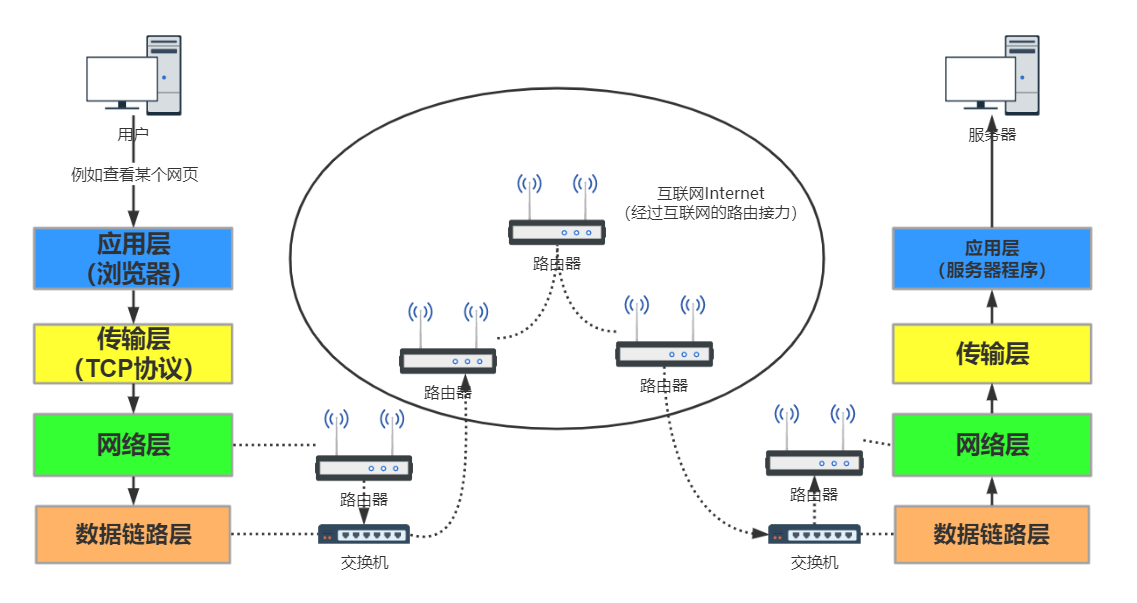 用户
例如查看某个网页
应用层
（浏览器）
传输层
（TCP协议）
网络层
数据链路层
路由器
交换机
路由器
路由器
互联网Internet
（经过互联网的路由接力）
路由器
路由器
交换机
服务器
应用层
（服务器程序）
传输层
网络层
数据链路层